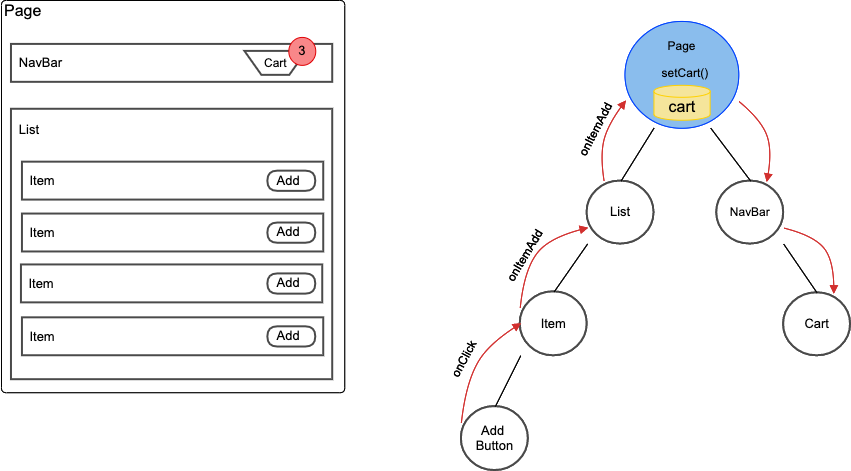 Page
NavBar
Cart
3
List
Item
Add
Item
Add
Item
Add
Item
Add
Page
setCart()
cart
onItemAdd
List
NavBar
onItemAdd
Item
Cart
onClick
Add
Button